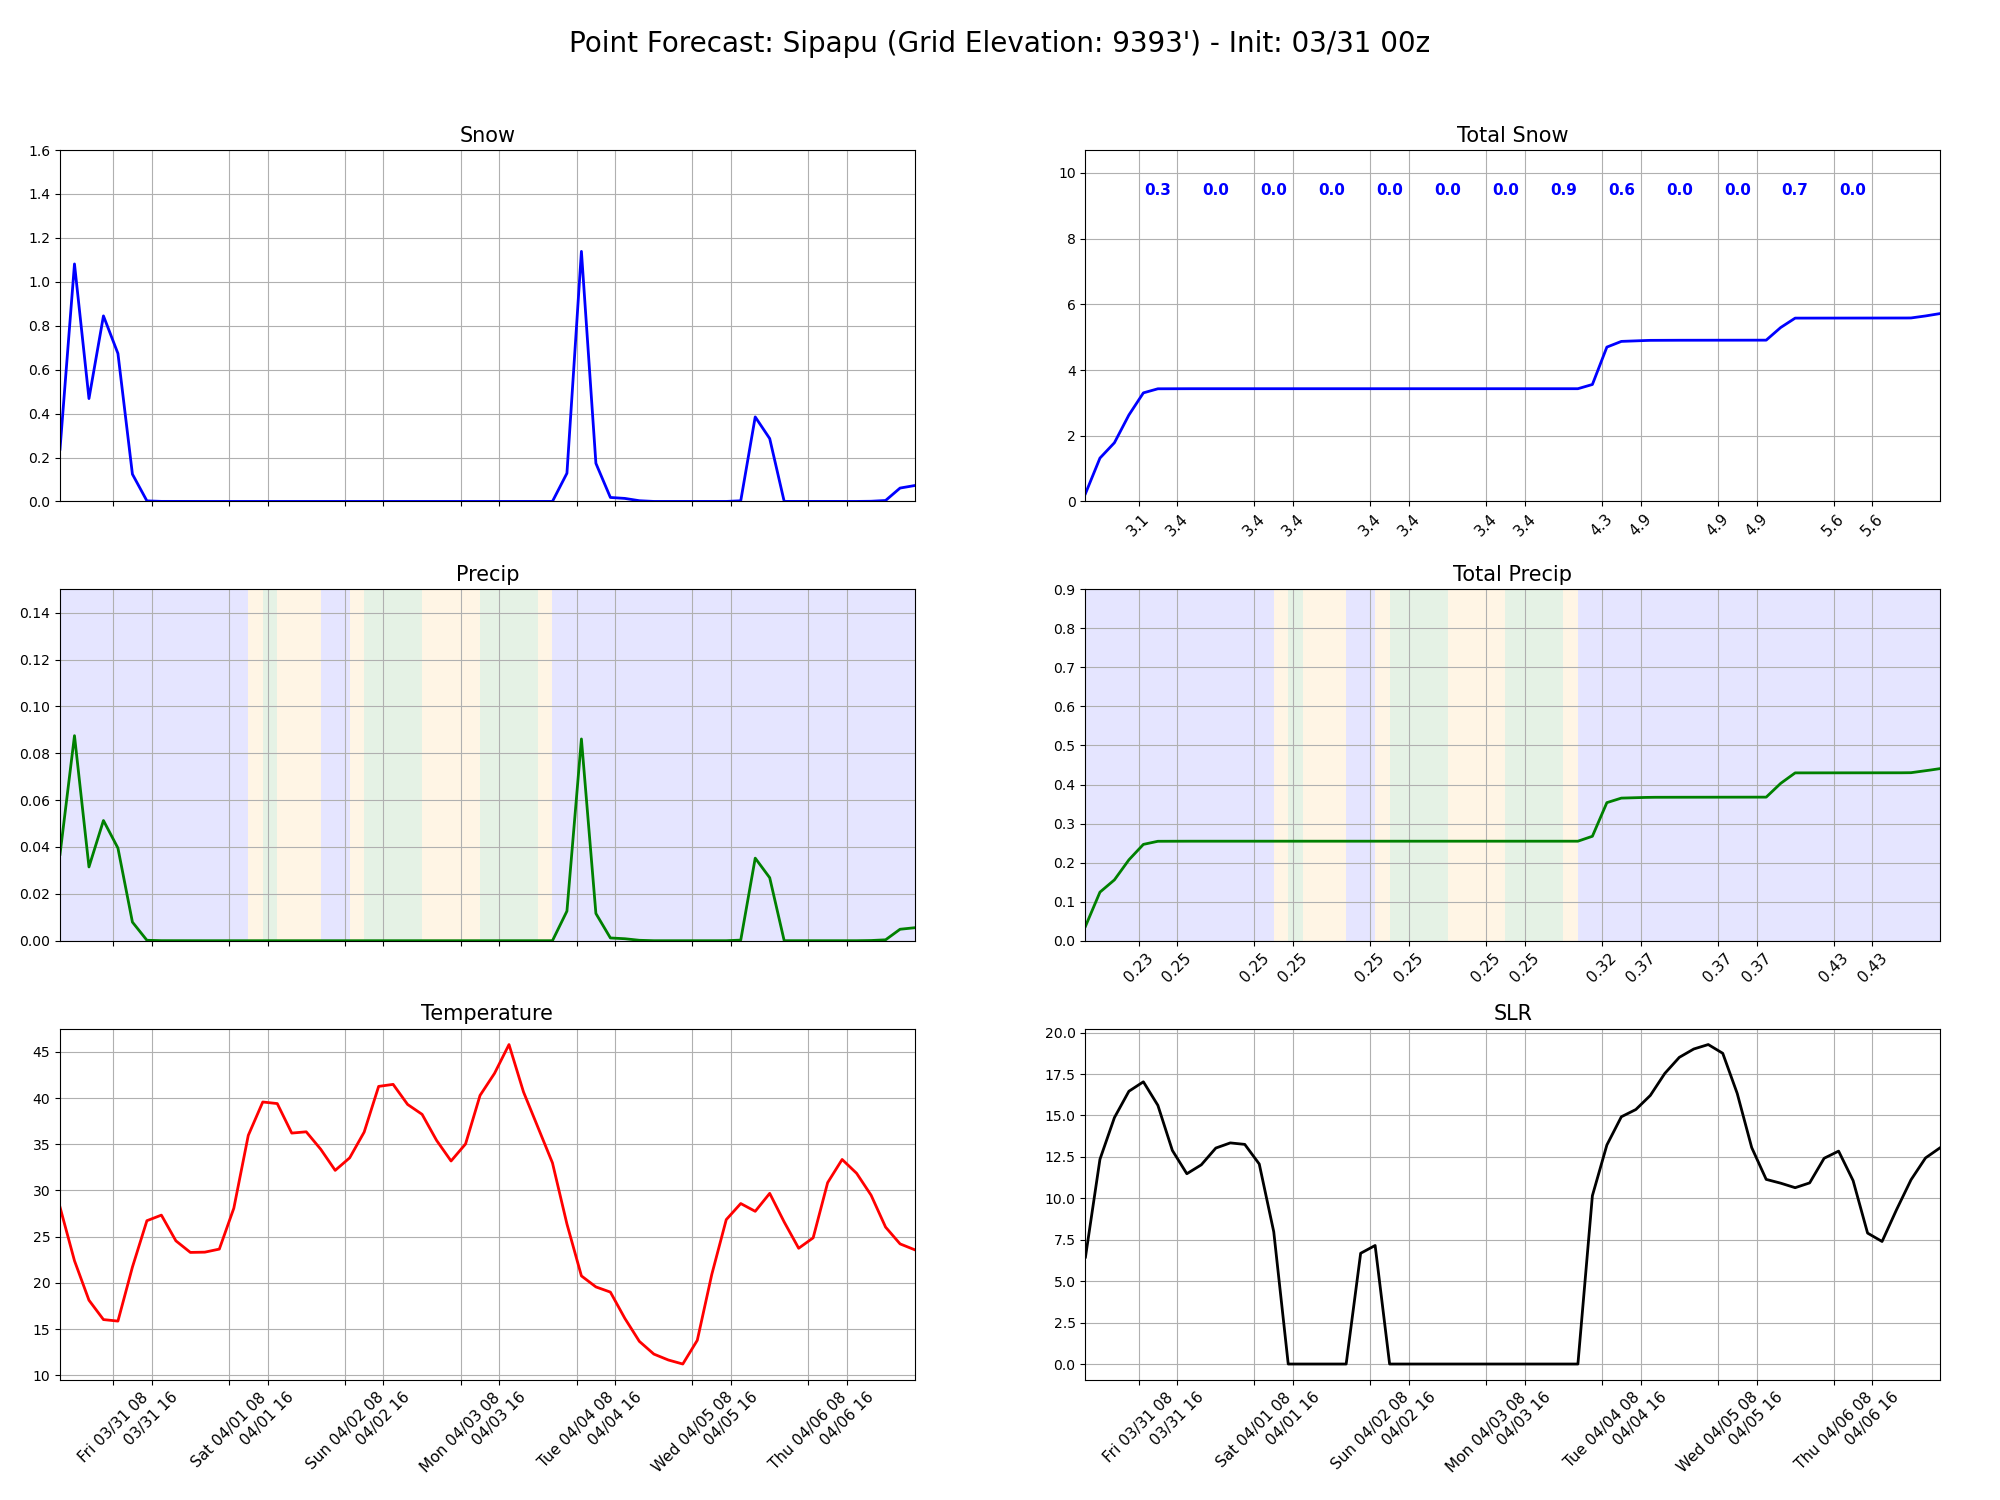 Point Forecast: Sipapu (Grid Elevation: 9393') - Init: 03/31 00z
Snow
1.6
1.4
1.2
1.0
0.8
0.6
0.4
0.2
0.0
Total Snow
10
8
6
4
2
0
0.3 0.0 0.0 0.0 0.0 0.0 0.0 0.9 0.6 0.0 0.0 0.7 0.0
3.1 3.4 3.4 3.4 3.4 3.4 3.4 3.4 4.3 4.9 4.9 4.9 5.6 5.6
Precip
0.14
0.12
0.10
0.08
0.06
0.04
0.02
0.00
Total Precip
0.9
0.8
0.7
0.6
0.5
0.4
0.3
0.2
0.1
0.0
0.23 0.25 0.25 0.25 0.25 0.25 0.25 0.25 0.32 0.37 0.37 0.37 0.43 0.43
Temperature
45
40
35
30
25
20
15
10
Fri 03/31 08
03/31 16
Sat 04/01 08
04/01 16
Sun 04/02 08
04/02 16
Mon 04/03 08
04/03 16
Tue 04/04 08
04/04 16
Wed 04/05 08
04/05 16
Thu 04/06 08
04/06 16
SLR
20.0
17.5
15.0
12.5
10.0
7.5
5.0
2.5
0.0
Fri 03/31 08
03/31 16
Sat 04/01 08
04/01 16
Sun 04/02 08
04/02 16
Mon 04/03 08
04/03 16
Tue 04/04 08
04/04 16
Wed 04/05 08
04/05 16
Thu 04/06 08
04/06 16